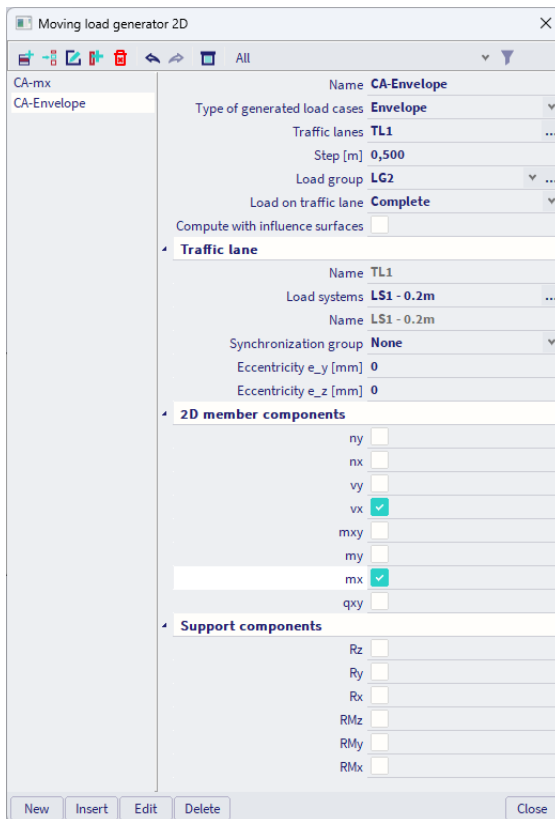 Moving load generator 2D
All
CA-mx
CA-Envelope
Name CA-Envelope
Type of generated load cases Envelope
Traffic lanes TL1 ...
Step [m] 0,500
Load group LG2 ...
Load on traffic lane Complete
Compute with influence surfaces
Traffic lane
Name TL1
Load systems LS1 - 0.2m ...
Name LS1 - 0.2m
Synchronization group None
Eccentricity e_y [mm] 0
Eccentricity e_z [mm] 0
2D member components
ny
nx
vy
vx
mxy
my
mx
qxy
Support components
Rz
Ry
Rx
RMz
RMy
RMx
New Insert Edit Delete Close